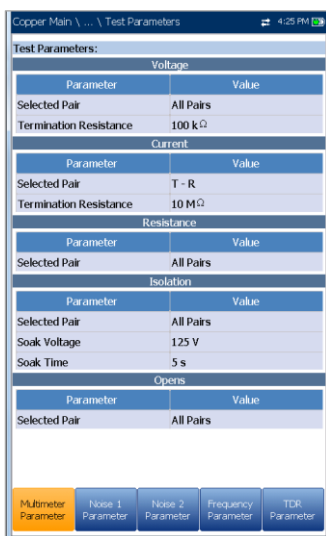 Copper Main \ ... \ Test Parameters 4:25 PM
Test Parameters:
Voltage
Parameter Value
Selected Pair All Pairs
Termination Resistance 100 kΩ
Current
Parameter Value
Selected Pair T - R
Termination Resistance 10 MΩ
Resistance
Parameter Value
Selected Pair All Pairs
Isolation
Parameter Value
Selected Pair All Pairs
Soak Voltage 125 V
Soak Time 5 s
Opens
Parameter Value
Selected Pair All Pairs
Multimeter Noise 1 Noise 2 Frequency TDR
Parameter Parameter Parameter Parameter Parameter